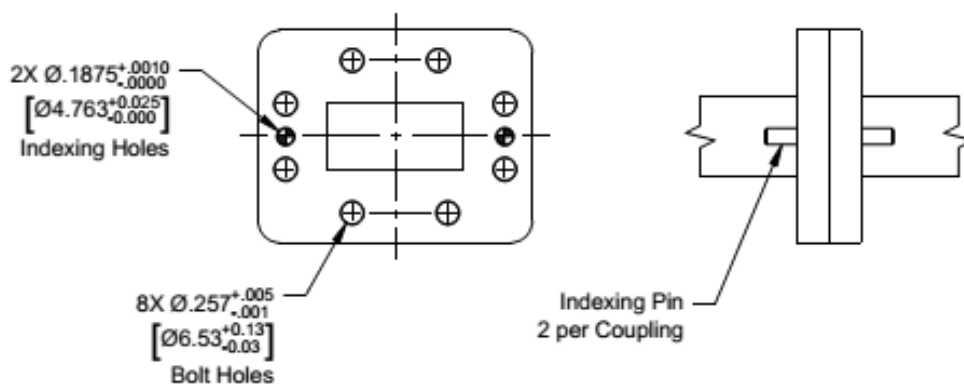 2X Ø.1875+.0010 -.0000
[Ø4.763+0.025 -0.000]
Indexing Holes
8X Ø.257+.005 -.001
[Ø6.53+0.13 -0.03]
Bolt Holes
Indexing Pin
2 per Coupling